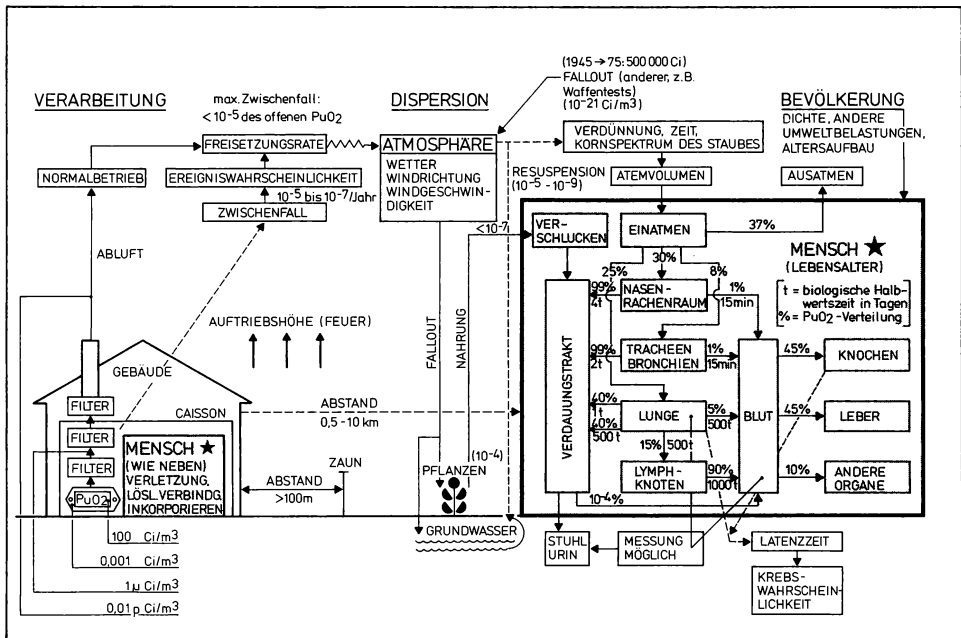 VERARBEITUNG
max. Zwischenfall:
<10-5 des offenen PuO2
FREISETZUNGSRATE
NORMALBETRIEB
EREIGNISWAHRSCHEINLICHKEIT
10-5 bis 10-7/Jahr
ZWISCHENFALL
ABLUFT
AUFTRIEBSHÖHE (FEUER)
GEBÄUDE
CAISSON
FILTER
FILTER
FILTER
PuO2
MENSCH ★
(WIE NEBEN)
VERLETZUNG,
LÖSL.VERBINDG.
INKORPORIEREN
ABSTAND
0,5 - 10 km
ZAUN
ABSTAND
>100m
100 Ci/m3
0,001 Ci/m3
1µ Ci/m3
0,01p Ci/m3
DISPERSION
(1945 → 75: 500 000 Ci)
FALLOUT (anderer, z.B.
Waffentests)
(10-21 Ci/m3)
ATMOSPHÄRE
WETTER
WINDRICHTUNG
WINDGESCHWIN-
DIGKEIT
VERDÜNNUNG, ZEIT,
KORNSPEKTRUM DES STAUBES
RESUSPENSION
(10-5 - 10-9)
FALLOUT
NAHRUNG
<10-7
PFLANZEN
(10-4)
GRUNDWASSER
BEVÖLKERUNG
DICHTE, ANDERE
UMWELTBELASTUNGEN,
ALTERSAUFBAU
ATEMVOLUMEN
AUSATMEN
VER-
SCHLUCKEN
EINATMEN
37%
MENSCH ★
(LEBENSALTER)
t = biologische Halb-
wertszeit in Tagen
% = PuO2-Verteilung
25%
30%
8%
99%
4t
NASEN-
RACHENRAUM
1%
15min
VERDAUUNGSTRAKT
99%
2t
TRACHEEN
BRONCHIEN
1%
15min
BLUT
45%
KNOCHEN
40%
1t
40%
500t
LUNGE
5%
500t
45%
LEBER
15%
500t
LYMPH-
KNOTEN
90%
1000t
10%
ANDERE
ORGANE
10-4%
STUHL
URIN
MESSUNG
MÖGLICH
LATENZZEIT
KREBS-
WAHRSCHEIN-
LICHKEIT